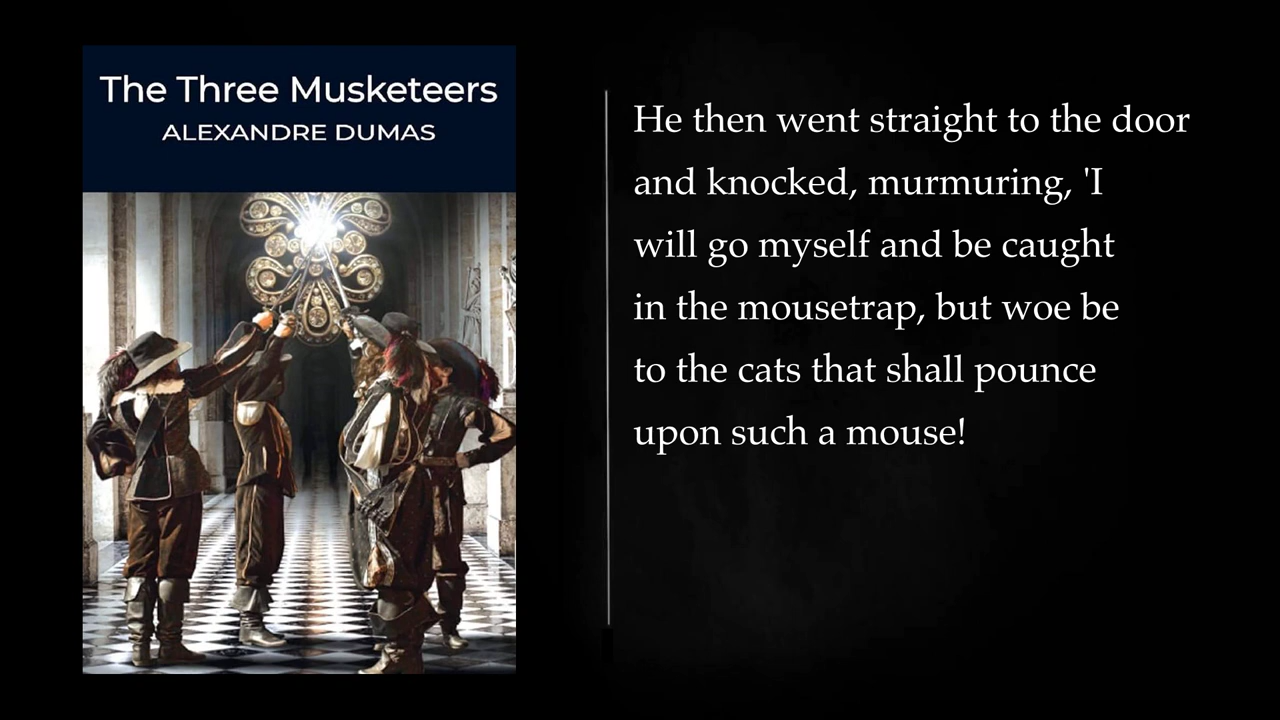 The Three Musketeers
ALEXANDRE DUMAS
He then went straight to the door
and knocked, murmuring, 'I
will go myself and be caught
in the mousetrap, but woe be
to the cats that shall pounce
upon such a mouse!